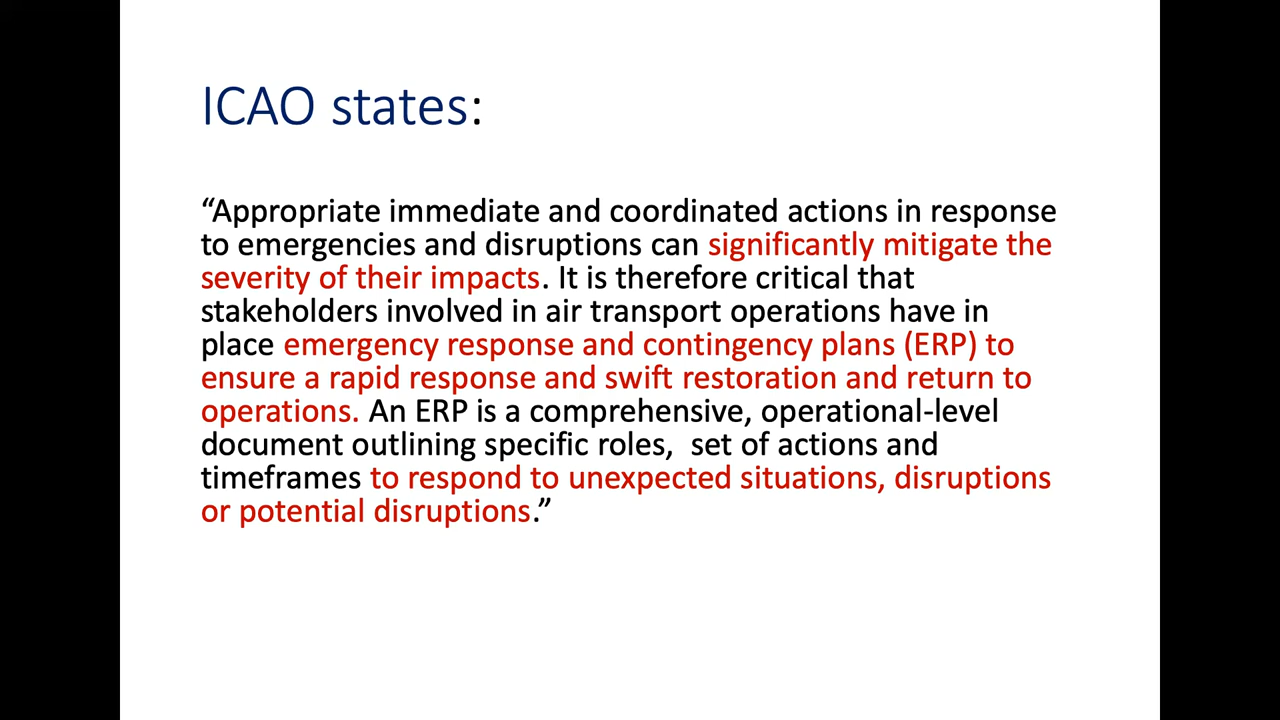 ICAO states:
“Appropriate immediate and coordinated actions in response
to emergencies and disruptions can significantly mitigate the
severity of their impacts. It is therefore critical that
stakeholders involved in air transport operations have in
place emergency response and contingency plans (ERP) to
ensure a rapid response and swift restoration and return to
operations. An ERP is a comprehensive, operational-level
document outlining specific roles,  set of actions and
timeframes to respond to unexpected situations, disruptions
or potential disruptions.”